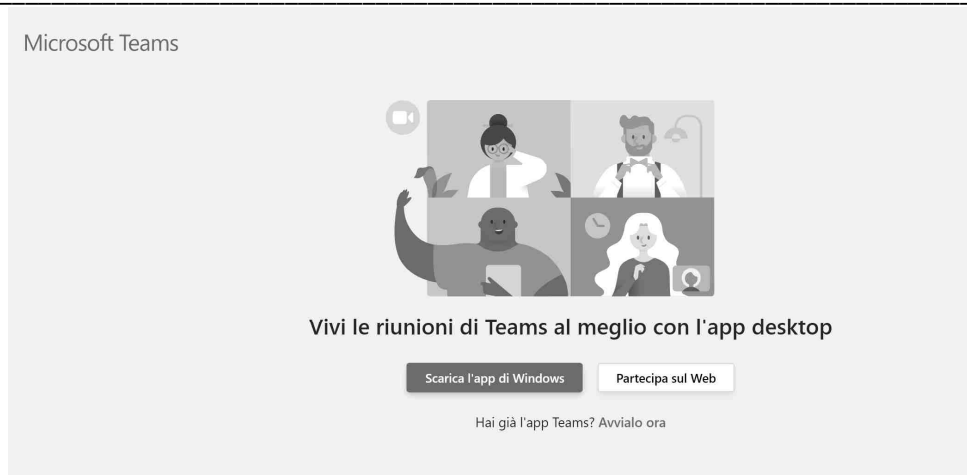 Microsoft Teams
Vivi le riunioni di Teams al meglio con l'app desktop
Scarica l'app di Windows
Partecipa sul Web
Hai già l'app Teams? Avvialo ora